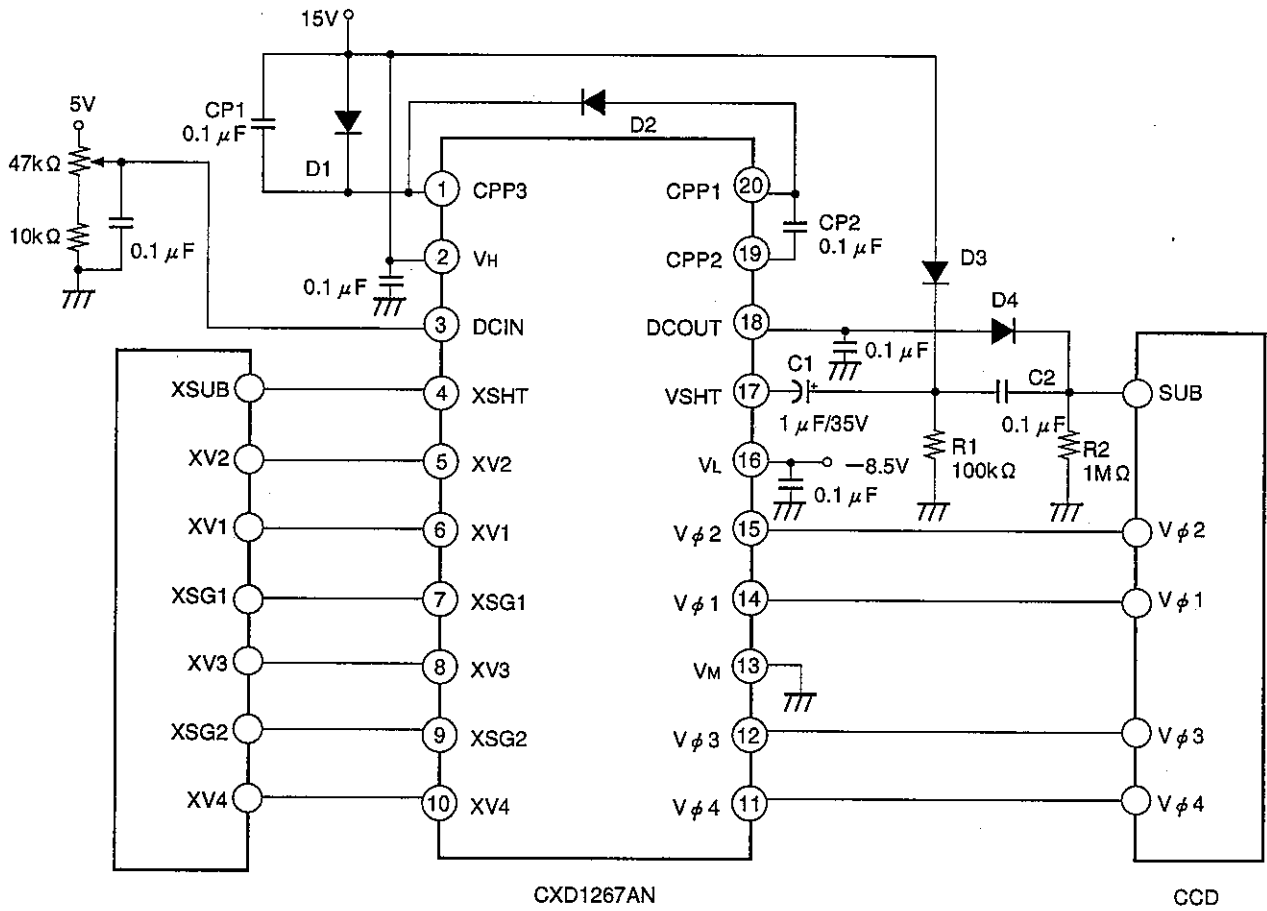 15V
5V
CP1
0.1 μF
D2
47kΩ
D1
10kΩ
0.1 μF
1 CPP3
CPP1 20
CP2
0.1 μF
2 VH
CPP2 19
D3
0.1 μF
D4
3 DCIN
DCOUT 18
0.1 μF
C1
C2
XSUB
4 XSHT
VSHT 17
+
SUB
1 μF/35V
0.1 μF
R1
100kΩ
R2
1MΩ
XV2
5 XV2
VL 16
−8.5V
0.1 μF
XV1
6 XV1
Vφ2 15
Vφ2
XSG1
7 XSG1
Vφ1 14
Vφ1
XV3
8 XV3
VM 13
XSG2
9 XSG2
Vφ3 12
Vφ3
XV4
10 XV4
Vφ4 11
Vφ4
CXD1267AN
CCD